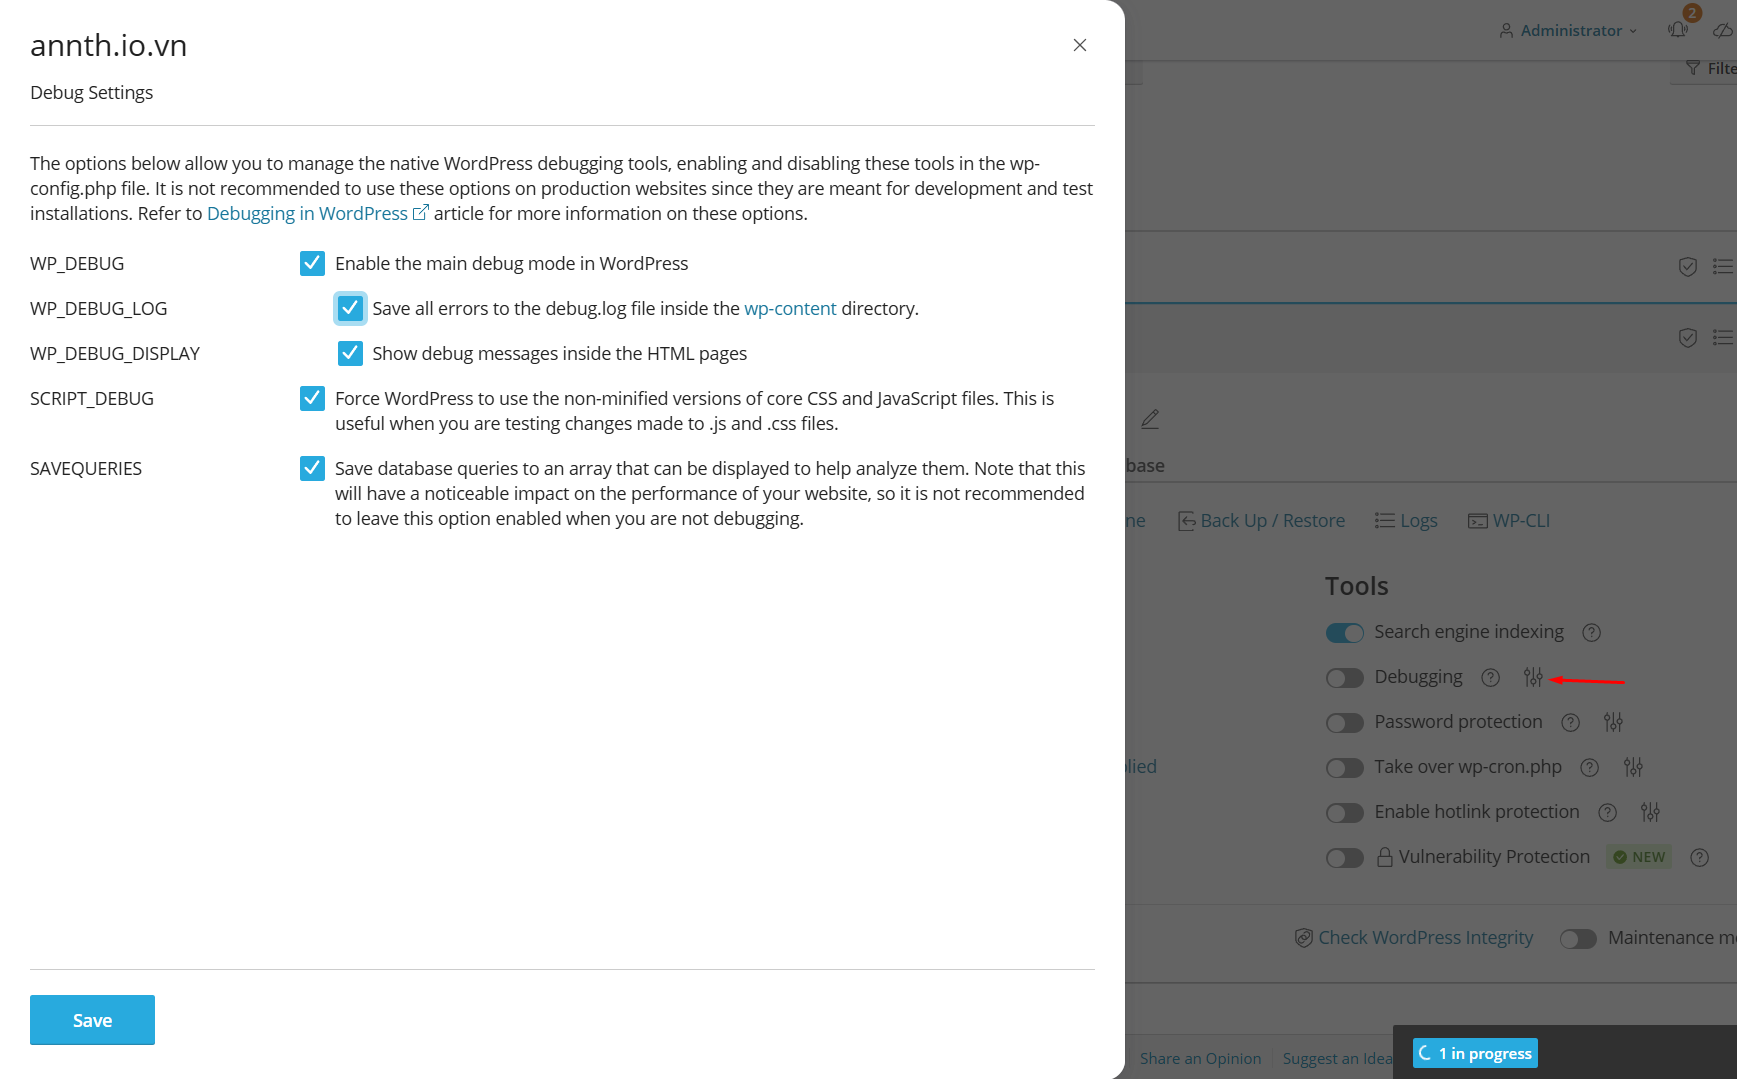 annth.io.vn
Debug Settings
The options below allow you to manage the native WordPress debugging tools, enabling and disabling these tools in the wp-
config.php file. It is not recommended to use these options on production websites since they are meant for development and test
installations. Refer to Debugging in WordPress article for more information on these options.
WP_DEBUG Enable the main debug mode in WordPress
WP_DEBUG_LOG Save all errors to the debug.log file inside the wp-content directory.
WP_DEBUG_DISPLAY Show debug messages inside the HTML pages
SCRIPT_DEBUG Force WordPress to use the non-minified versions of core CSS and JavaScript files. This is
useful when you are testing changes made to .js and .css files.
SAVEQUERIES Save database queries to an array that can be displayed to help analyze them. Note that this
will have a noticeable impact on the performance of your website, so it is not recommended
to leave this option enabled when you are not debugging.
Save
Administrator 2
Filte
base
ne Back Up / Restore Logs WP-CLI
Tools
Search engine indexing
Debugging
Password protection
lied Take over wp-cron.php
Enable hotlink protection
Vulnerability Protection NEW
Check WordPress Integrity Maintenance m
Share an Opinion Suggest an Idea 1 in progress